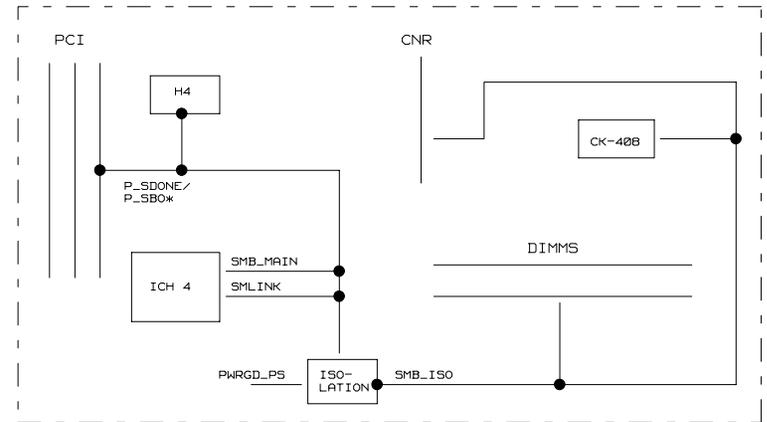 PCI
CNR
H4
CK-408
P_SDONE/
P_SBO*
DIMMS
SMB_MAIN
ICH 4
SMLINK
PWRGD_PS
ISO-
LATION
SMB_ISO